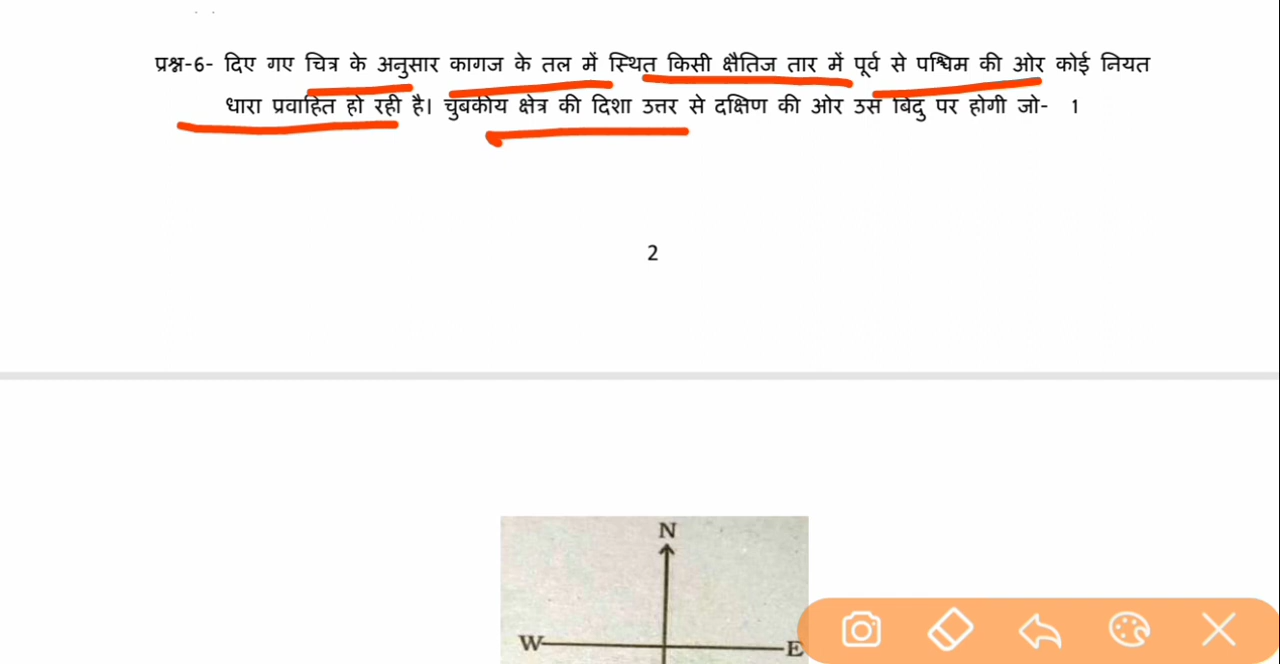 प्रश्न-6- दिए गए चित्र के अनुसार कागज के तल में स्थित किसी क्षैतिज तार में पूर्व से पश्चिम की ओर कोई नियत
धारा प्रवाहित हो रही है। चुंबकीय क्षेत्र की दिशा उत्तर से दक्षिण की ओर उस बिंदु पर होगी जो- 1
2
N
W E